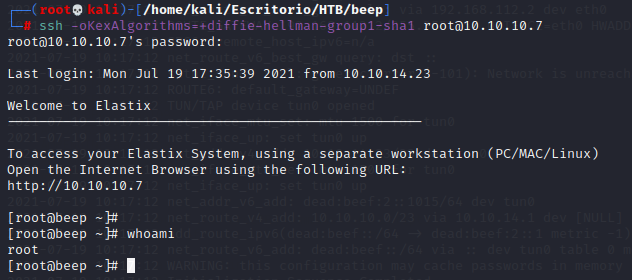 (root💀kali)-[/home/kali/Escritorio/HTB/beep]
# ssh -oKexAlgorithms=+diffie-hellman-group1-sha1 root@10.10.10.7
root@10.10.10.7's password:
Last login: Mon Jul 19 17:35:39 2021 from 10.10.14.23
Welcome to Elastix
----------------------------------------------------
To access your Elastix System, using a separate workstation (PC/MAC/Linux)
Open the Internet Browser using the following URL:
http://10.10.10.7
[root@beep ~]#
[root@beep ~]# whoami
root
[root@beep ~]#